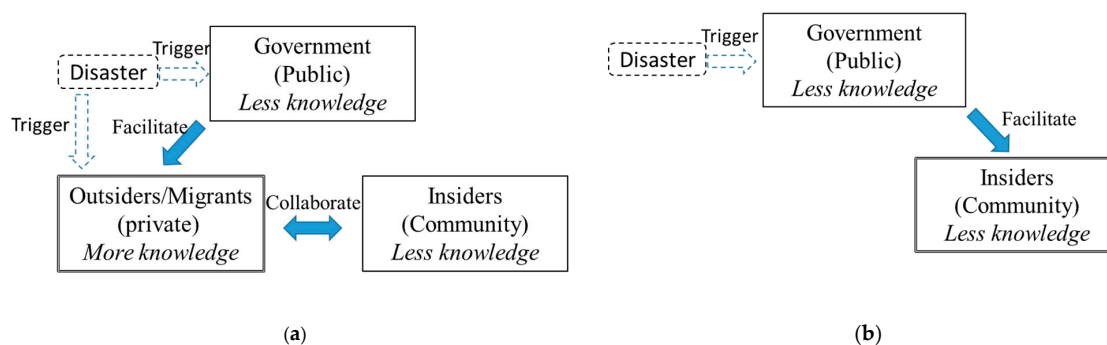 Trigger
Disaster
Government
(Public)
Less knowledge
Trigger
Facilitate
Outsiders/Migrants
(private)
More knowledge
Collaborate
Insiders
(Community)
Less knowledge
(a)
Trigger
Disaster
Government
(Public)
Less knowledge
Facilitate
Insiders
(Community)
Less knowledge
(b)